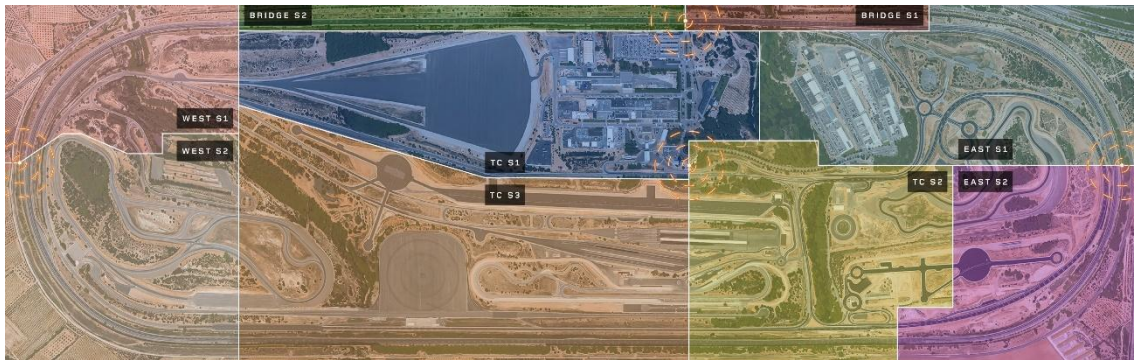 BRIDGE S2
BRIDGE S1
WEST S1
WEST S2
TC S1
TC S3
EAST S1
TC S2
EAST S2